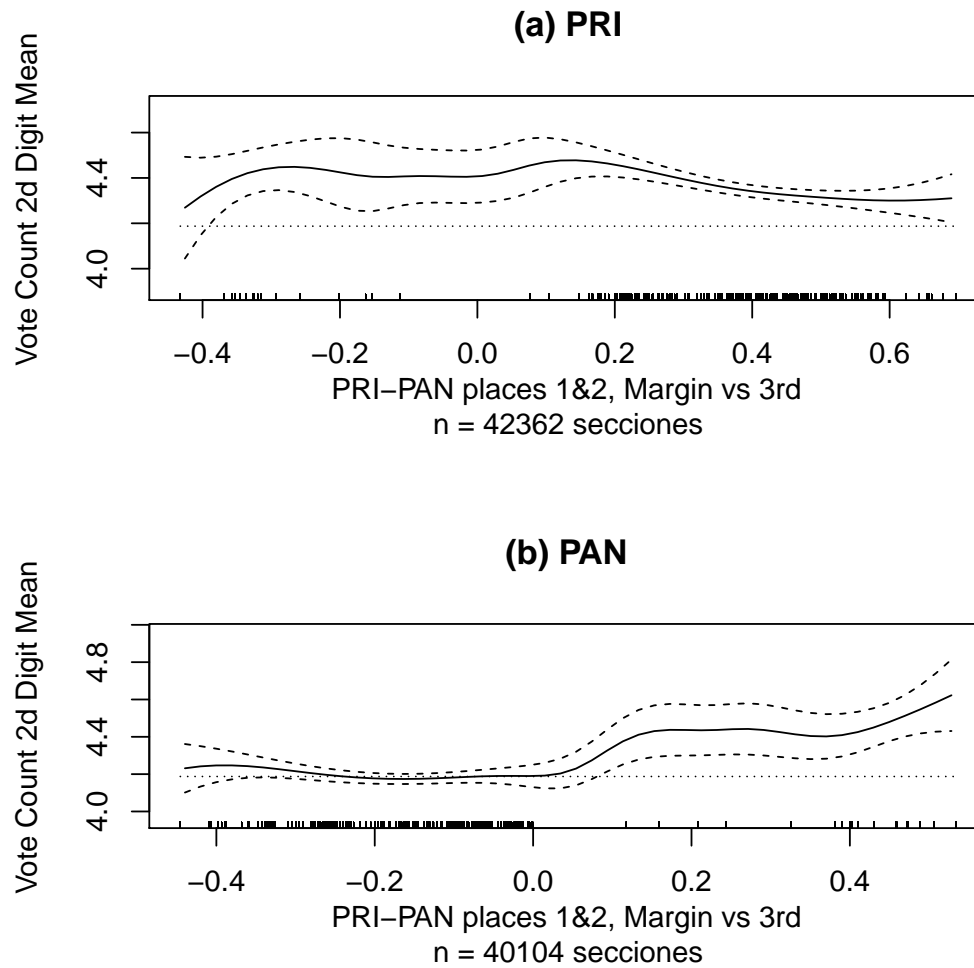 (a) PRI
Vote Count 2d Digit Mean
4.4
4.0
−0.4 −0.2 0.0 0.2 0.4 0.6
PRI−PAN places 1&2, Margin vs 3rd
n = 42362 secciones
(b) PAN
Vote Count 2d Digit Mean
4.8
4.4
4.0
−0.4 −0.2 0.0 0.2 0.4
PRI−PAN places 1&2, Margin vs 3rd
n = 40104 secciones